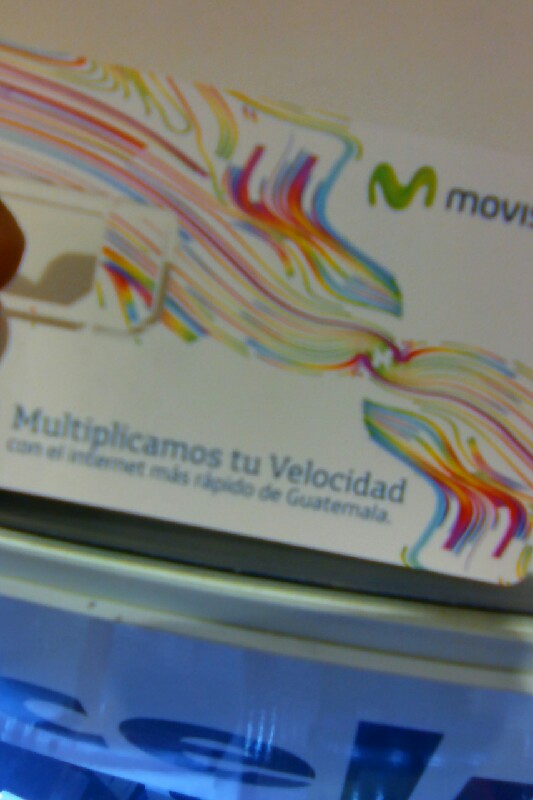 movis
Multiplicamos tu Velocidad
con el internet más rápido de Guatemala.